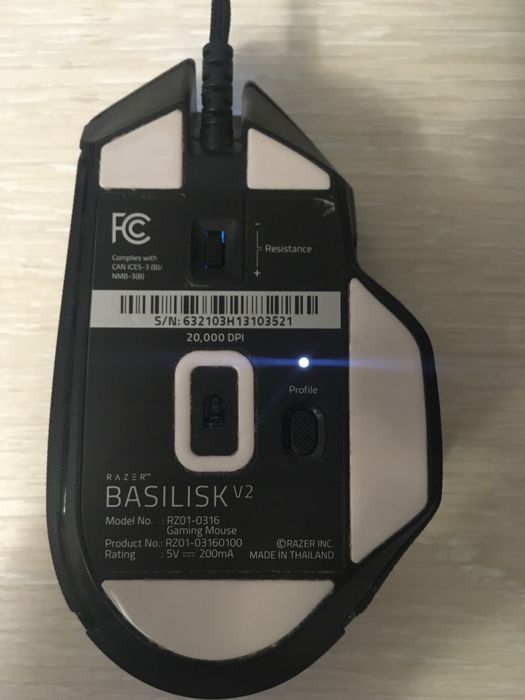 FC
Complies with
CAN ICES-3 (B)/
NMB-3(B)
-
Resistance
+
S/N: 632103H13103521
20,000 DPI
Profile
RAZER™
BASILISK V2
Model No. : RZ01-0316
Gaming Mouse
Product No.: RZ01-03160100
Rating : 5V ⎓ 200mA
©RAZER INC.
MADE IN THAILAND